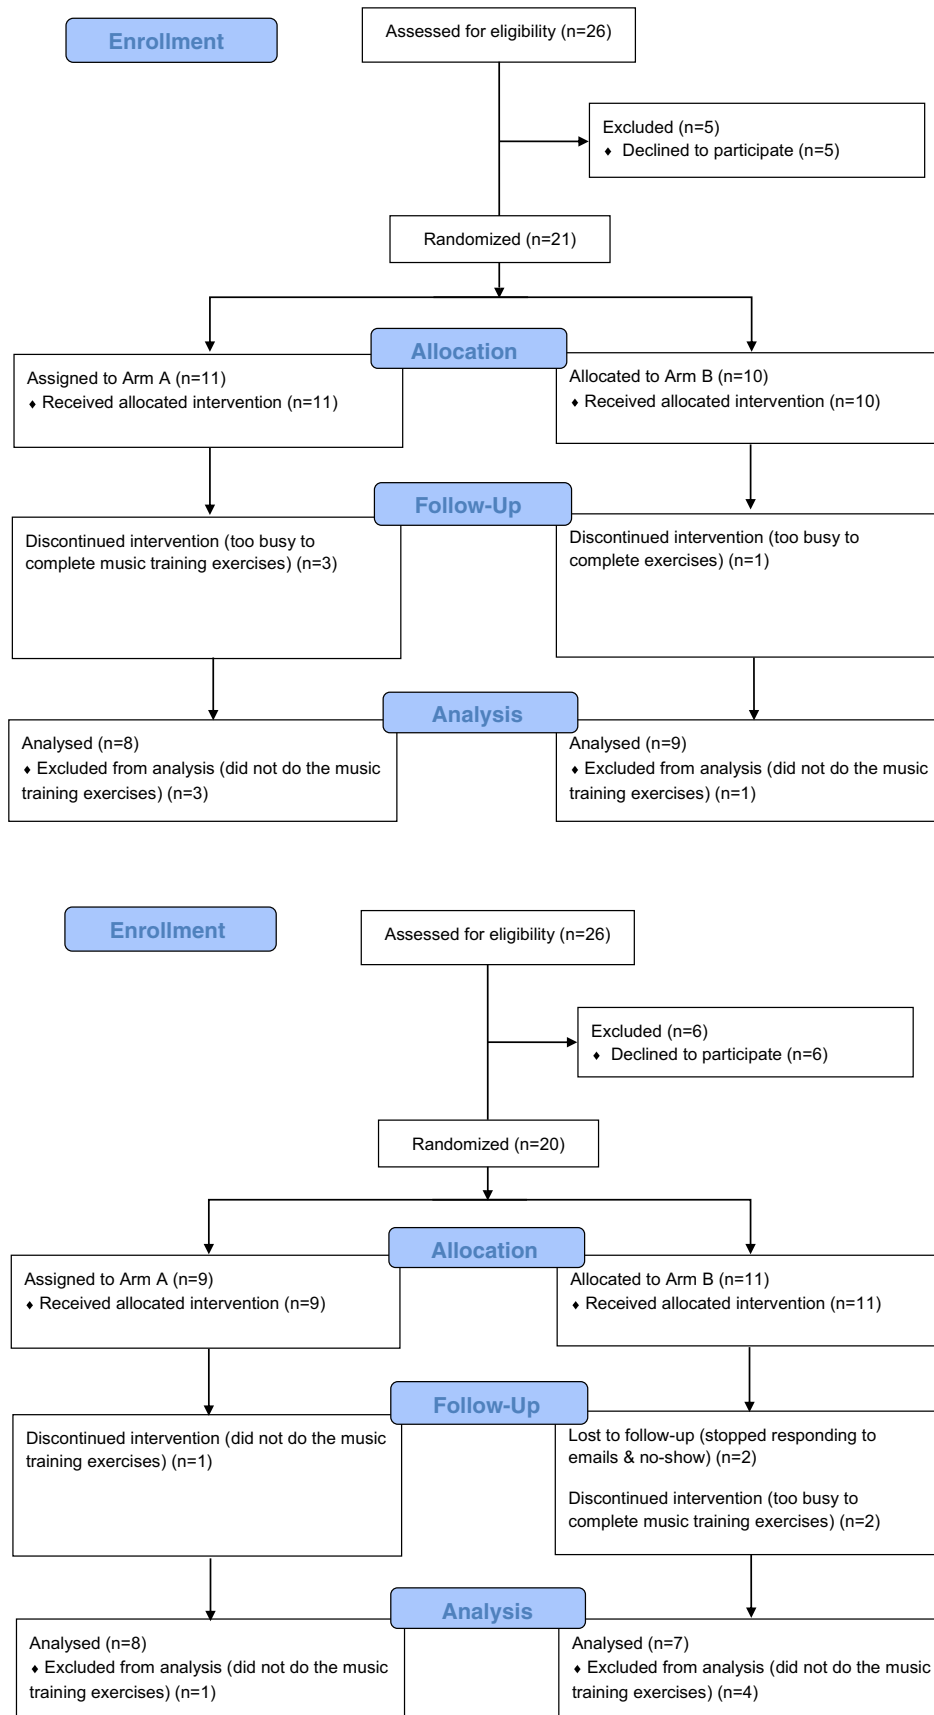 Enrollment
Assessed for eligibility (n=26)
Excluded (n=5)
♦ Declined to participate (n=5)
Randomized (n=21)
Allocation
Assigned to Arm A (n=11)
♦ Received allocated intervention (n=11)
Allocated to Arm B (n=10)
♦ Received allocated intervention (n=10)
Follow-Up
Discontinued intervention (too busy to
complete music training exercises) (n=3)
Discontinued intervention (too busy to
complete exercises) (n=1)
Analysis
Analysed (n=8)
♦ Excluded from analysis (did not do the music
training exercises) (n=3)
Analysed (n=9)
♦ Excluded from analysis (did not do the music
training exercises) (n=1)
Enrollment
Assessed for eligibility (n=26)
Excluded (n=6)
♦ Declined to participate (n=6)
Randomized (n=20)
Allocation
Assigned to Arm A (n=9)
♦ Received allocated intervention (n=9)
Allocated to Arm B (n=11)
♦ Received allocated intervention (n=11)
Follow-Up
Discontinued intervention (did not do the music
training exercises) (n=1)
Lost to follow-up (stopped responding to
emails & no-show) (n=2)
Discontinued intervention (too busy to
complete music training exercises) (n=2)
Analysis
Analysed (n=8)
♦ Excluded from analysis (did not do the music
training exercises) (n=1)
Analysed (n=7)
♦ Excluded from analysis (did not do the music
training exercises) (n=4)